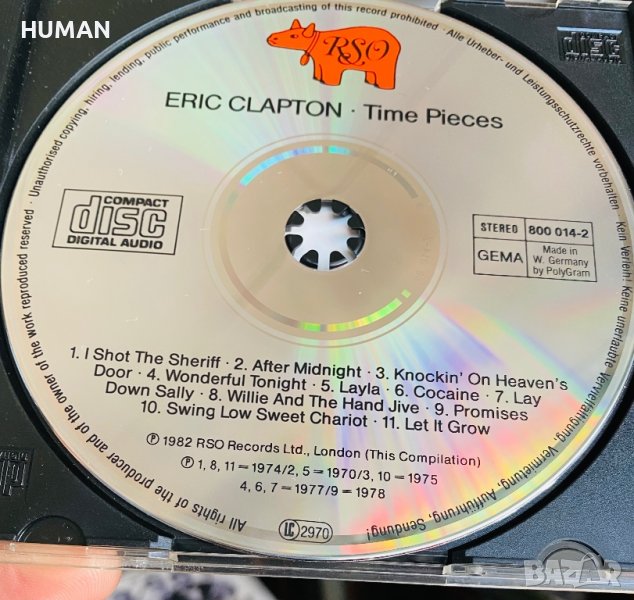 HUMAN
Unauthorised copying, hiring, lending, public performance and broadcasting of this record prohibited · Alle Urheber- und Leistungsschutzrechte vorbehalten
Kein Verleih! Keine unerlaubte Vervielfältigung, Vermietung, Aufführung, Sendung!
All rights of the producer and of the owner of the work reproduced reserved ·
RSO
ERIC CLAPTON · Time Pieces
COMPACT
disc
DIGITAL AUDIO
STEREO 800 014-2
GEMA Made in
W. Germany
by PolyGram
1. I Shot The Sheriff · 2. After Midnight · 3. Knockin' On Heaven's
Door · 4. Wonderful Tonight · 5. Layla · 6. Cocaine · 7. Lay
Down Sally · 8. Willie And The Hand Jive · 9. Promises
10. Swing Low Sweet Chariot · 11. Let It Grow
℗ 1982 RSO Records Ltd., London (This Compilation)
℗ 1, 8, 11 = 1974/2, 5 = 1970/3, 10 = 1975
4, 6, 7 = 1977/9 = 1978
LC 2970
BAZAR